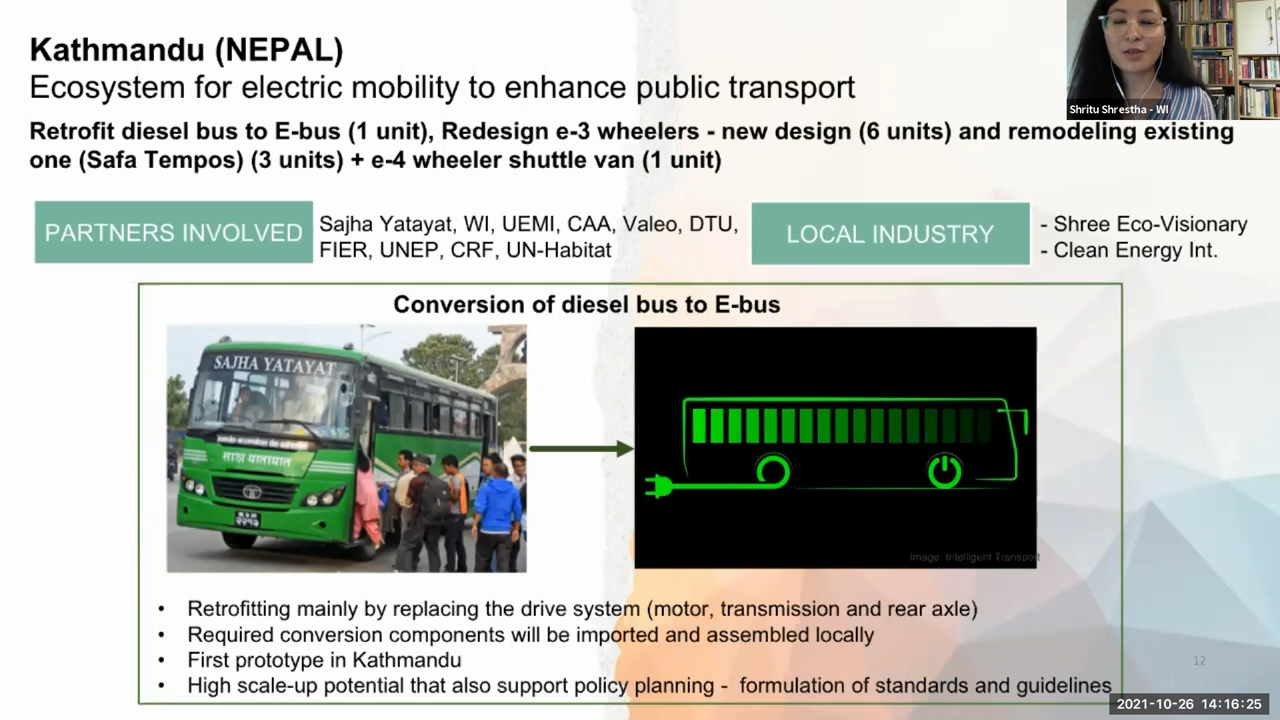 Kathmandu (NEPAL)
Ecosystem for electric mobility to enhance public transport
Shritu Shrestha - WI
Retrofit diesel bus to E-bus (1 unit), Redesign e-3 wheelers - new design (6 units) and remodeling existing
one (Safa Tempos) (3 units) + e-4 wheeler shuttle van (1 unit)
PARTNERS INVOLVED
Sajha Yatayat, WI, UEMI, CAA, Valeo, DTU,
FIER, UNEP, CRF, UN-Habitat
LOCAL INDUSTRY
- Shree Eco-Visionary
- Clean Energy Int.
Conversion of diesel bus to E-bus
SAJHA YATAYAT
साझा यातायात
TATA
Image: Intelligent Transport
• Retrofitting mainly by replacing the drive system (motor, transmission and rear axle)
• Required conversion components will be imported and assembled locally
• First prototype in Kathmandu
• High scale-up potential that also support policy planning - formulation of standards and guidelines
12
2021-10-26 14:16:25